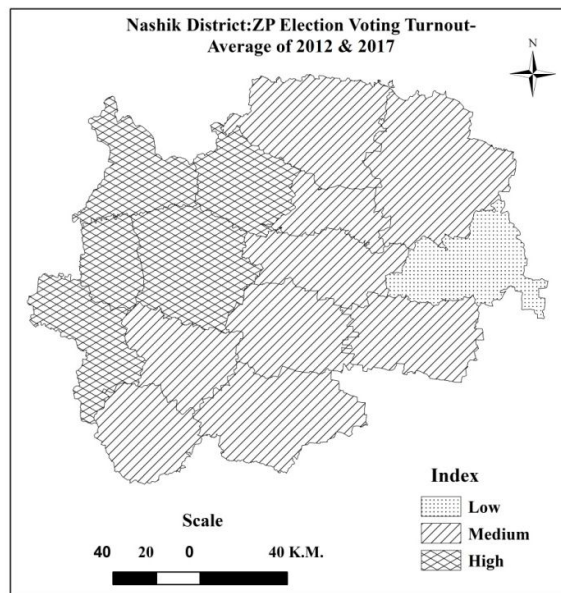 Nashik District:ZP Election Voting Turnout-
Average of 2012 & 2017
N
Index
Low
Medium
High
Scale
40 20 0 40 K.M.